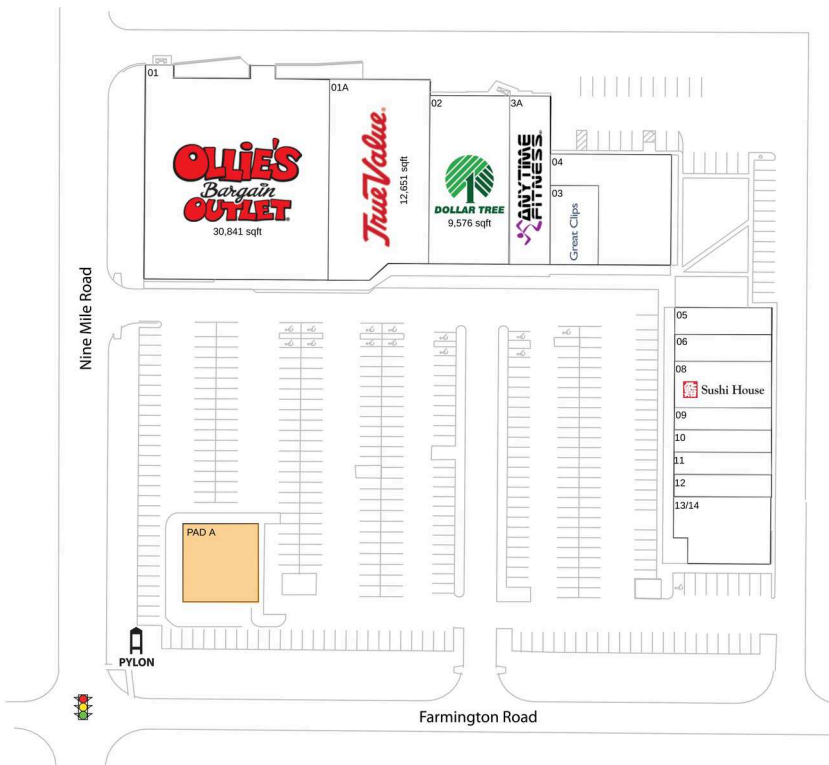 01
OLLIE'S
Bargain
OUTLET
30,841 sqft
01A
True Value®
12,651 sqft
02
DOLLAR TREE
9,576 sqft
3A
ANYTIME
FITNESS®
04
03
Great Clips
Nine Mile Road
05
06
08
Sushi House
09
10
11
12
13/14
PAD A
PYLON
Farmington Road